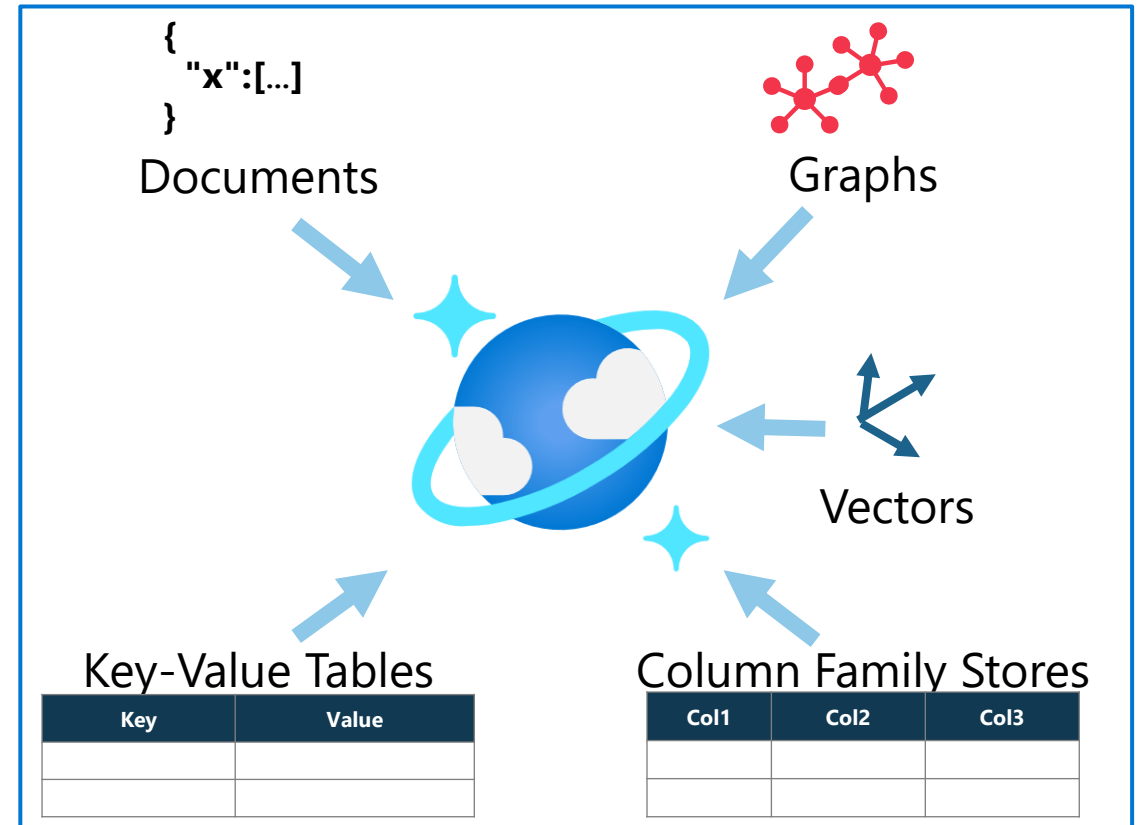 {
"x":[...]
}
Documents
Graphs
Vectors
Key-Value Tables
Key Value
Column Family Stores
Col1 Col2 Col3